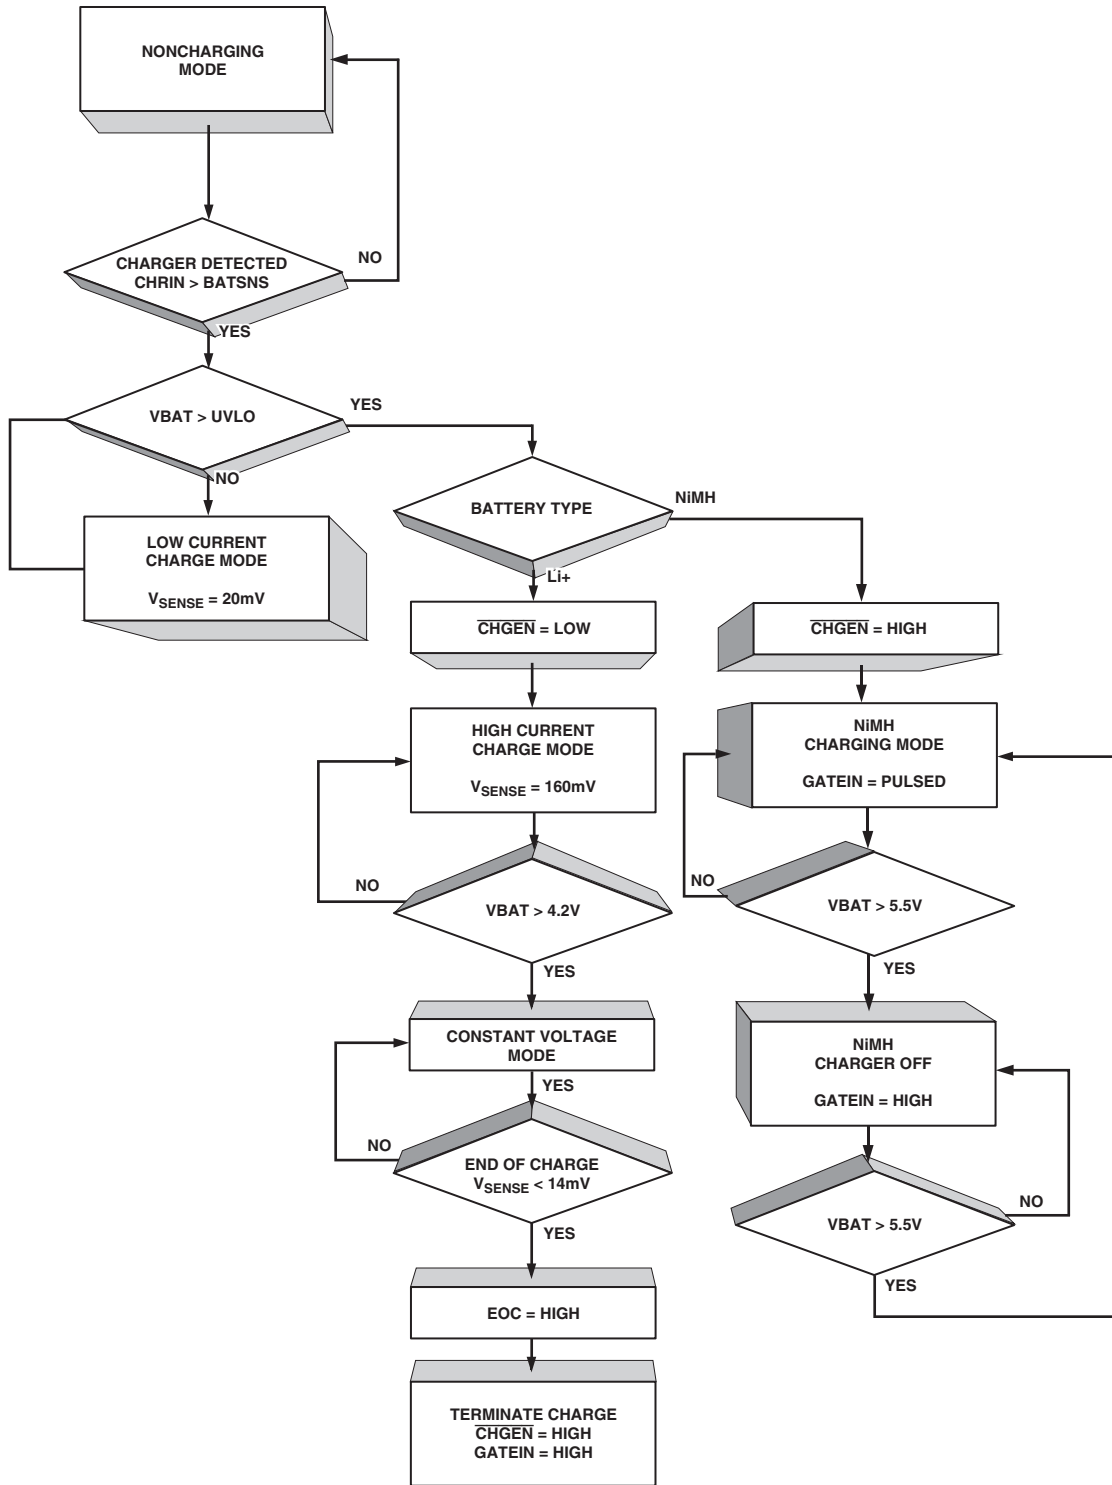 NONCHARGING
MODE
CHARGER DETECTED
CHRIN > BATSNS
NO
YES
VBAT > UVLO
YES
NO
LOW CURRENT
CHARGE MODE
VSENSE = 20mV
BATTERY TYPE
NiMH
Li+
CHGEN = LOW
CHGEN = HIGH
HIGH CURRENT
CHARGE MODE
VSENSE = 160mV
NiMH
CHARGING MODE
GATEIN = PULSED
NO
VBAT > 4.2V
YES
NO
VBAT > 5.5V
YES
CONSTANT VOLTAGE
MODE
YES
NO
END OF CHARGE
VSENSE < 14mV
YES
NiMH
CHARGER OFF
GATEIN = HIGH
NO
VBAT > 5.5V
YES
EOC = HIGH
TERMINATE CHARGE
CHGEN = HIGH
GATEIN = HIGH